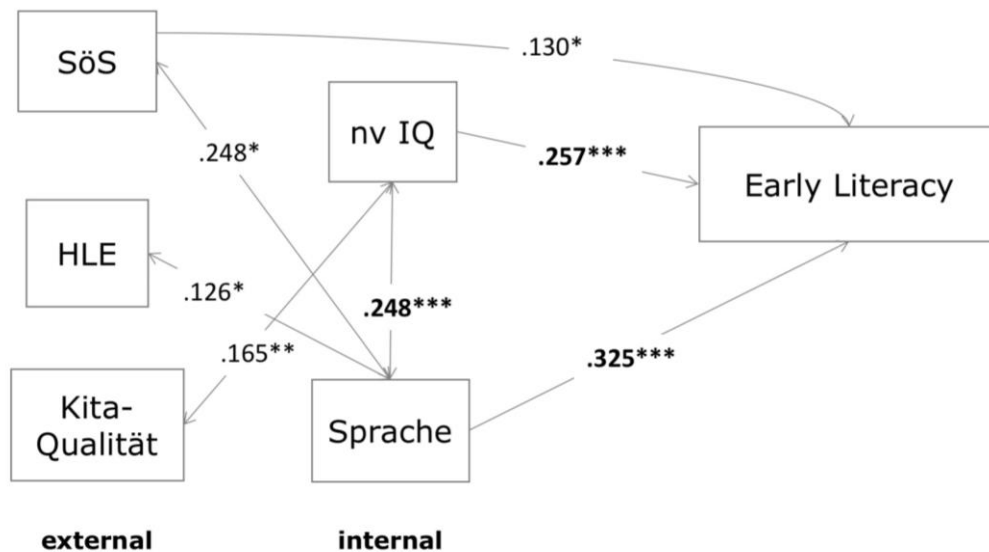 SöS
.130*
nv IQ
.257***
Early Literacy
.248*
HLE
.126*
.248***
.165**
.325***
Kita-
Qualität
Sprache
external
internal